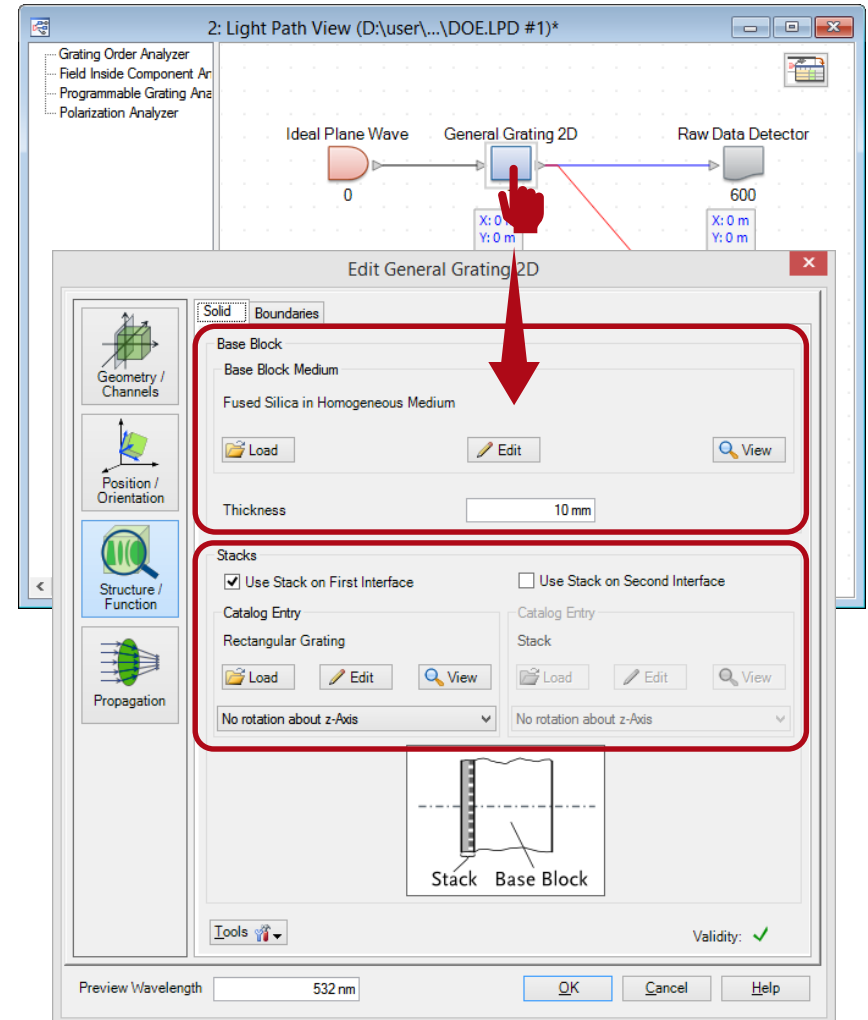 2: Light Path View (D:\user\...\DOE.LPD #1)*
Grating Order Analyzer
Field Inside Component An
Programmable Grating Ana
Polarization Analyzer
Ideal Plane Wave
General Grating 2D
Raw Data Detector
0
600
X: 0 m
Y: 0 m
X: 0 m
Y: 0 m
Edit General Grating 2D
Geometry /
Channels
Position /
Orientation
Structure /
Function
Propagation
Solid
Boundaries
Base Block
Base Block Medium
Fused Silica in Homogeneous Medium
Load
Edit
View
Thickness
10 mm
Stacks
Use Stack on First Interface
Use Stack on Second Interface
Catalog Entry
Rectangular Grating
Load
Edit
View
No rotation about z-Axis
Catalog Entry
Stack
Load
Edit
View
No rotation about z-Axis
Stack
Base Block
Tools
Validity:
Preview Wavelength
532 nm
OK
Cancel
Help